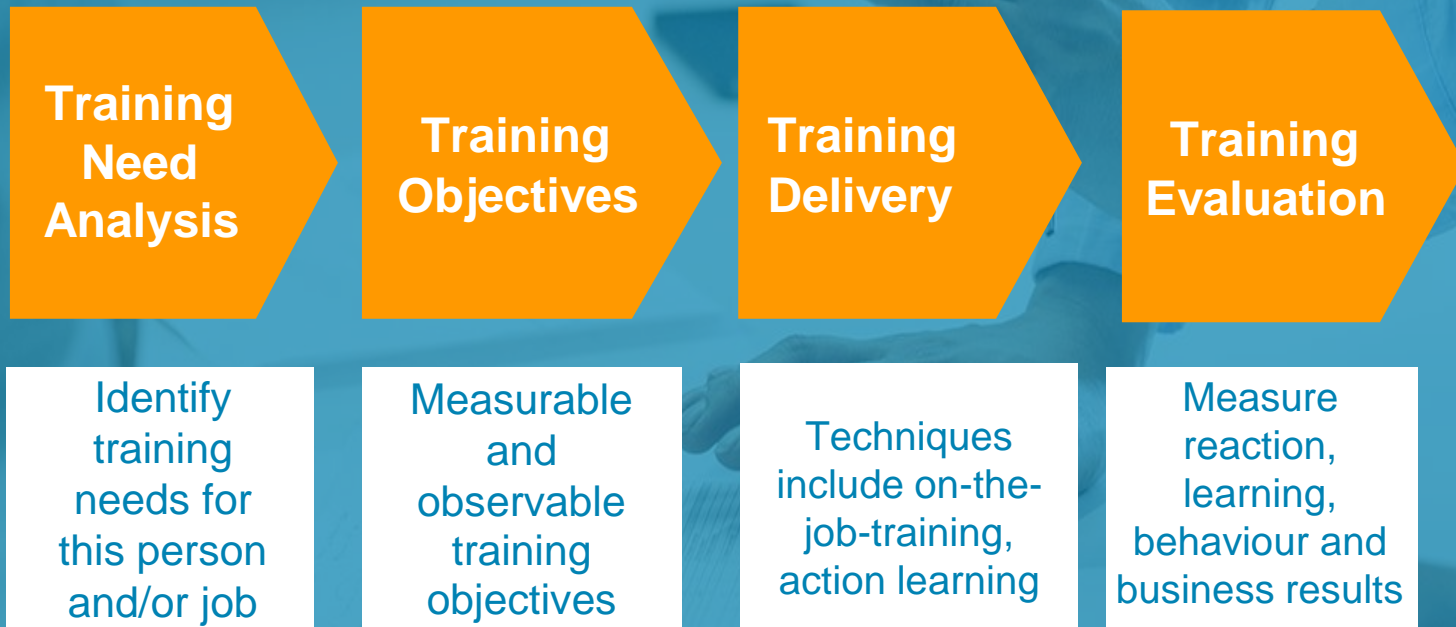 Training
Need
Analysis
Training
Objectives
Training
Delivery
Training
Evaluation
Identify
training
needs for
this person
and/or job
Measurable
and
observable
training
objectives
Techniques
include on-the-
job-training,
action learning
Measure
reaction,
learning,
behaviour and
business results